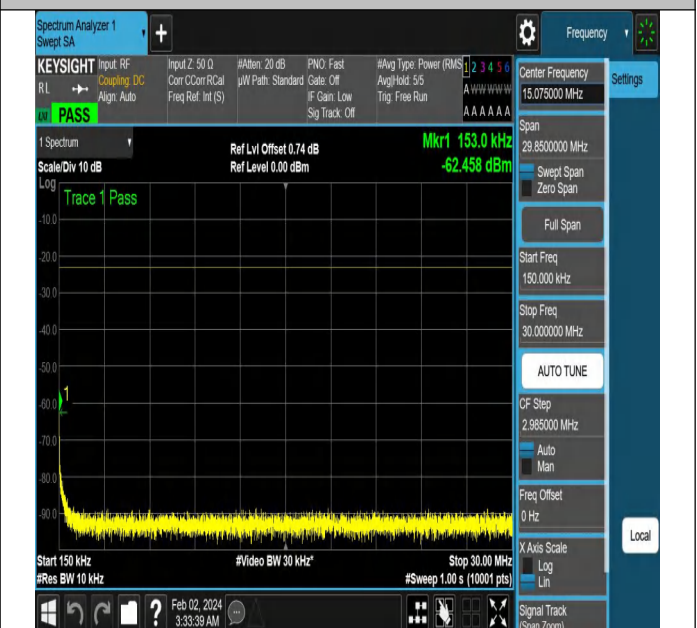 Spectrum Analyzer 1
Swept SA
+
Frequency
KEYSIGHT
RL
PASS
Input: RF
Coupling: DC
Align: Auto
Input Z: 50 Ω
Corr CCorr RCal
Freq Ref: Int (S)
#Atten: 20 dB
µW Path: Standard
PNO: Fast
Gate: Off
IF Gain: Low
Sig Track: Off
#Avg Type: Power (RMS
Avg|Hold: 5/5
Trig: Free Run
1 2 3 4 5 6
A W W W W W
A A A A A A
Center Frequency
15.075000 MHz
Settings
1 Spectrum
Scale/Div 10 dB
Ref Lvl Offset 0.74 dB
Ref Level 0.00 dBm
Mkr1 153.0 kHz
-62.458 dBm
Log
Trace 1 Pass
-10.0
-20.0
-30.0
-40.0
-50.0
-60.0
-70.0
-80.0
-90.0
1
Span
29.8500000 MHz
Swept Span
Zero Span
Full Span
Start Freq
150.000 kHz
Stop Freq
30.000000 MHz
AUTO TUNE
CF Step
2.985000 MHz
Auto
Man
Freq Offset
0 Hz
X Axis Scale
Log
Lin
Signal Track
(Span Zoom)
Local
Start 150 kHz
#Video BW 30 kHz*
Stop 30.00 MHz
#Res BW 10 kHz
#Sweep 1.00 s (10001 pts)
?
Feb 02, 2024
3:33:39 AM